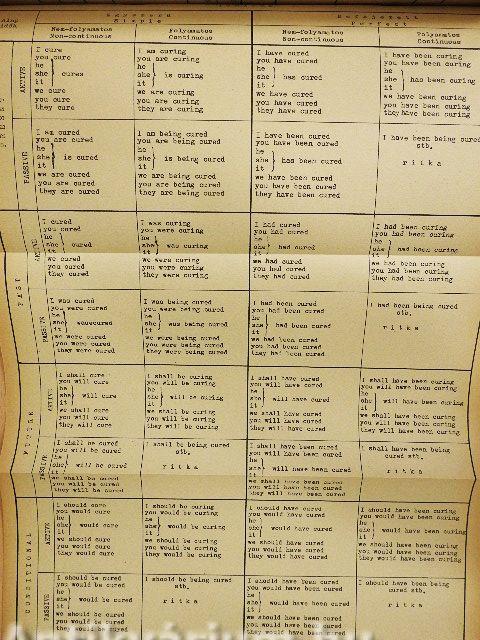 Egyszerű
Simple
Befejezett
Perfect
Nem-folyamatos
Non-continuous
Folyamatos
Continuous
Nem-folyamatos
Non-continuous
Folyamatos
Continuous
ACTIVE
I cure
you cure
he
she cures
it
we cure
you cure
they cure
I am curing
you are curing
he
she is curing
it
we are curing
you are curing
they are curing
I have cured
you have cured
he
she has cured
it
we have cured
you have cured
they have cured
I have been curing
you have been curing
he
she has been curing
it
we have been curing
you have been curing
they have been curing
PASSIVE
I am cured
you are cured
he
she is cured
it
we are cured
you are cured
they are cured
I am being cured
you are being cured
he
she is being cured
it
we are being cured
you are being cured
they are being cured
I have been cured
you have been cured
he
she has been cured
it
we have been cured
you have been cured
they have been cured
I have been being cured
stb.
ritka
PAST
ACTIVE
I cured
you cured
he
she cured
it
we cured
you cured
they cured
I was curing
you were curing
he
she was curing
it
we were curing
you were curing
they were curing
I had cured
you had cured
he
she had cured
it
we had cured
you had cured
they had cured
I had been curing
you had been curing
he
she had been curing
it
we had been curing
you had been curing
they had been curing
PASSIVE
I was cured
you were cured
he
she wascured
it
we were cured
you were cured
they were cured
I was being cured
you were being cured
he
she was being cured
it
we were being cured
you were being cured
they were being cured
I had been cured
you had been cured
he
she had been cured
it
we had been cured
you had been cured
they had been cured
I had been being cured
stb.
ritka
FUTURE
ACTIVE
I shall cure
you will cure
he
she will cure
it
we shall cure
you will cure
they will cure
I shall be curing
you will be curing
he
she will be curing
it
we shall be curing
you will be curing
they will be curing
I shall have cured
you will have cured
he
she will have cured
it
we shall have cured
you will have cured
they will have cured
I shall have been curing
you will have been curing
he
she will have been curing
it
we shall have been curing
you will have been curing
they will have been curing
PASSIVE
I shall be cured
you will be cured
he
she will be cured
it
we shall be cured
you will be cured
they will be cured
I shall be being cured
stb.
ritka
I shall have been cured
you will have been cured
he
she will have been cured
it
we shall have been cured
you will have been cured
they will have been cured
I shall have been being
cured stb.
ritka
CONDITIONAL
ACTIVE
I should cure
you would cure
he
she would cure
it
we should cure
you would cure
they would cure
I should be curing
you would be curing
he
she would be curing
it
we should be curing
you would be curing
they would be curing
I should have cured
you would have cured
he
she would have cured
it
we should have cured
you would have cured
they would have cured
I should have been curing
you would have been curing
he
she would have been curing
it
we should have been curing
you would have been curing
they would have been curing
PASSIVE
I should be cured
you would be cured
he
she would be cured
it
we should be cured
you would be cured
they would be cured
I should be being cured
stb.
ritka
I should have been cured
you would have been cured
he
she would have been cured
it
we should have been cured
you would have been cured
they would have been cured
I should have been being
cured stb.
ritka